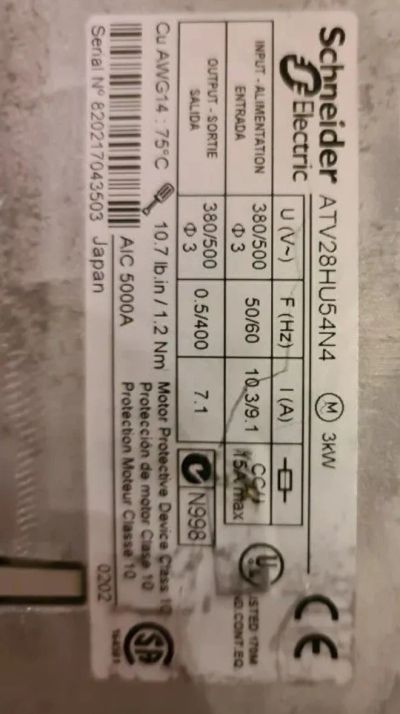 Schneider Electric
ATV28HU54N4 M 3kW CE
U (V~) F (Hz) I (A)
INPUT - ALIMENTATION ENTRADA 380/500 Φ 3 50/60 10.3/9.1 CC 15A max
OUTPUT - SORTIE SALIDA 380/500 Φ 3 0.5/400 7.1 N998
UL
Cu AWG14 : 75°C 10.7 lb.in / 1.2 Nm Motor Protective Device Class 10
Protección de motor Clase 10
AIC 5000A Protection Moteur Classe 10
Serial N° 820217043503 Japan 0202
SA